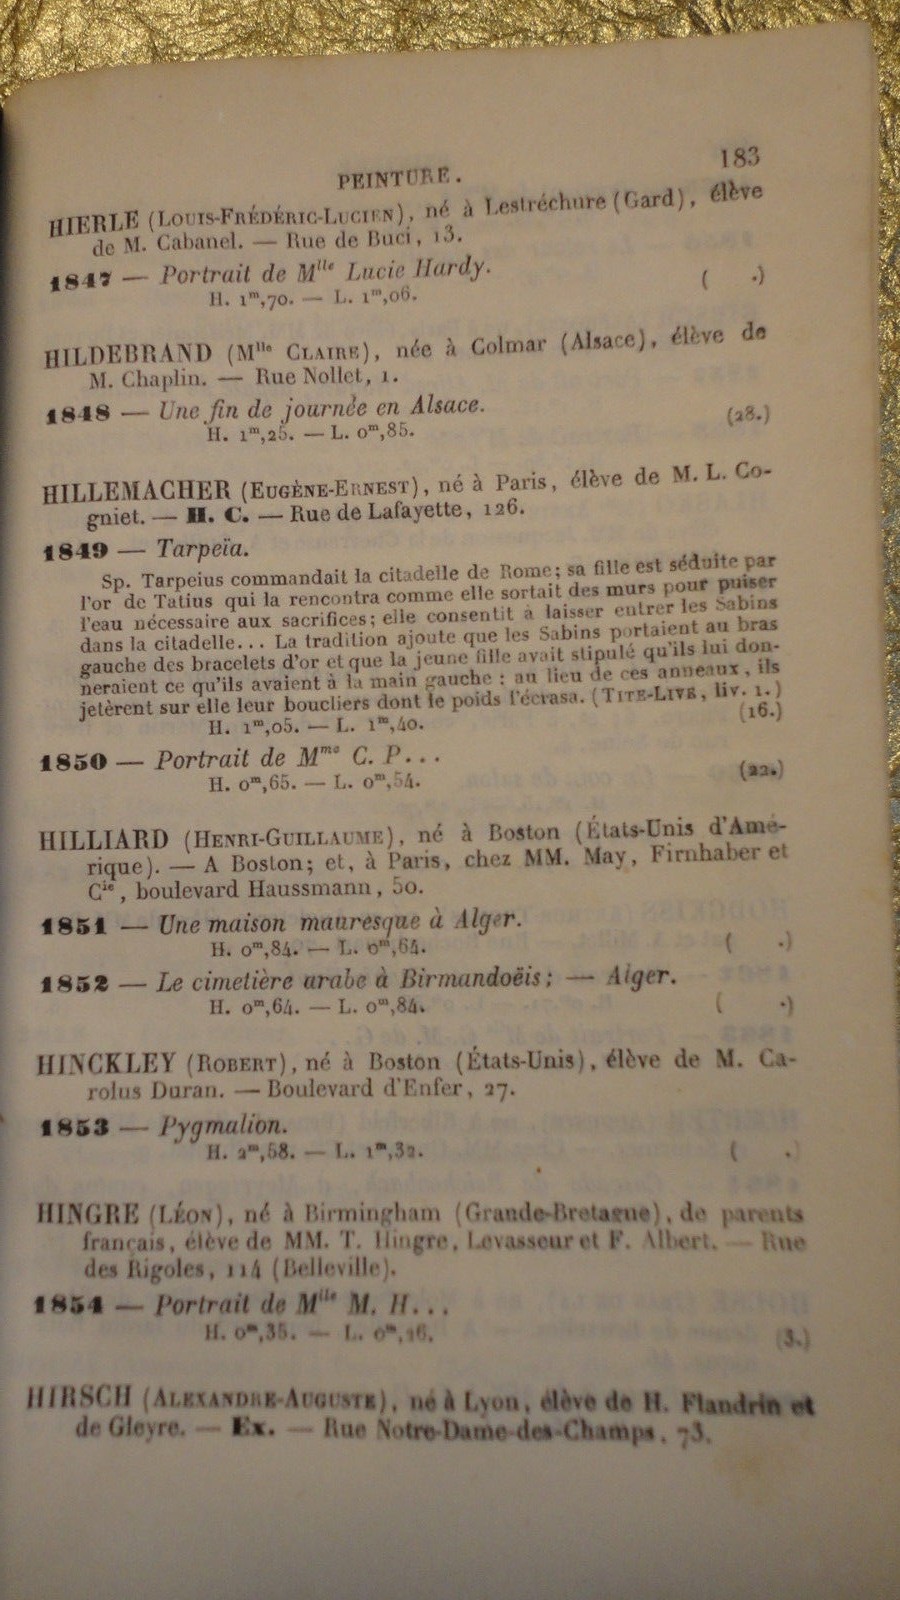 183
PEINTURE.
HIERLE (LOUIS-FRÉDÉRIC-LUCIEN), né à Lestréchure (Gard), élève
de M. Cabanel. — Rue de Buci, 13.
1847 — Portrait de Mlle Lucie Hardy. ( .)
H. 1m,70. — L. 1m,06.
HILDEBRAND (Mlle CLAIRE), née à Colmar (Alsace), élève de
M. Chaplin. — Rue Nollet, 1.
1848 — Une fin de journée en Alsace. (28.)
H. 1m,25. — L. 0m,85.
HILLEMACHER (EUGÈNE-ERNEST), né à Paris, élève de M. L. Co-
gniet. — H. C. — Rue de Lafayette, 126.
1849 — Tarpeïa.
Sp. Tarpeius commandait la citadelle de Rome; sa fille est séduite par
l'or de Tatius qui la rencontra comme elle sortait des murs pour puiser
l'eau nécessaire aux sacrifices; elle consentit à laisser entrer les Sabins
dans la citadelle... La tradition ajoute que les Sabins portaient au bras
gauche des bracelets d'or et que la jeune fille avait stipulé qu'ils lui don-
neraient ce qu'ils avaient à la main gauche : au lieu de ces anneaux, ils
jetèrent sur elle leur boucliers dont le poids l'écrasa. (TITE-LIVE, liv. 1.)
H. 1m,05. — L. 1m,40. (16.)
1850 — Portrait de Mme C. P...
H. 0m,65. — L. 0m,54. (22.)
HILLIARD (HENRI-GUILLAUME), né à Boston (États-Unis d'Amé-
rique). — A Boston; et, à Paris, chez MM. May, Firnhaber et
Cie, boulevard Haussmann, 50.
1851 — Une maison mauresque à Alger.
H. 0m,84. — L. 0m,64. ( .)
1852 — Le cimetière arabe à Birmandoëis; — Alger.
H. 0m,64. — L. 0m,84. ( .)
HINCKLEY (ROBERT), né à Boston (États-Unis), élève de M. Ca-
rolus Duran. — Boulevard d'Enfer, 27.
1853 — Pygmalion.
H. 2m,58. — L. 1m,32. ( .)
HINGRE (LÉON), né à Birmingham (Grande-Bretagne), de parents
français, élève de MM. T. Hingre, Levasseur et F. Albert. — Rue
des Rigoles, 114 (Belleville).
1854 — Portrait de Mlle M. H...
H. 0m,35. — L. 0m,26. (3.)
HIRSCH (ALEXANDRE-AUGUSTE), né à Lyon, élève de H. Flandrin et
de Gleyre. — Ex. — Rue Notre-Dame-des-Champs, 73.